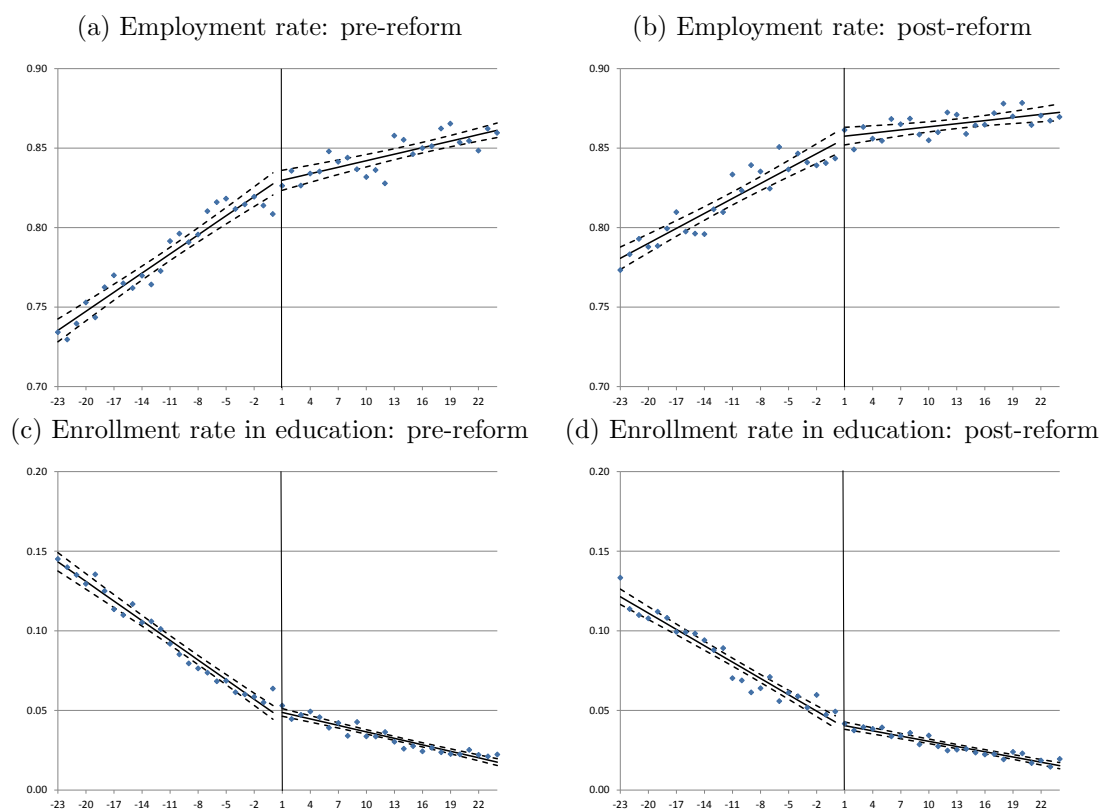 (a) Employment rate: pre-reform
(b) Employment rate: post-reform
0.90
0.85
0.80
0.75
0.70
-23 -20 -17 -14 -11 -8 -5 -2 1 4 7 10 13 16 19 22
0.90
0.85
0.80
0.75
0.70
-23 -20 -17 -14 -11 -8 -5 -2 1 4 7 10 13 16 19 22
(c) Enrollment rate in education: pre-reform
(d) Enrollment rate in education: post-reform
0.20
0.15
0.10
0.05
0.00
-23 -20 -17 -14 -11 -8 -5 -2 1 4 7 10 13 16 19 22
0.20
0.15
0.10
0.05
0.00
-23 -20 -17 -14 -11 -8 -5 -2 1 4 7 10 13 16 19 22